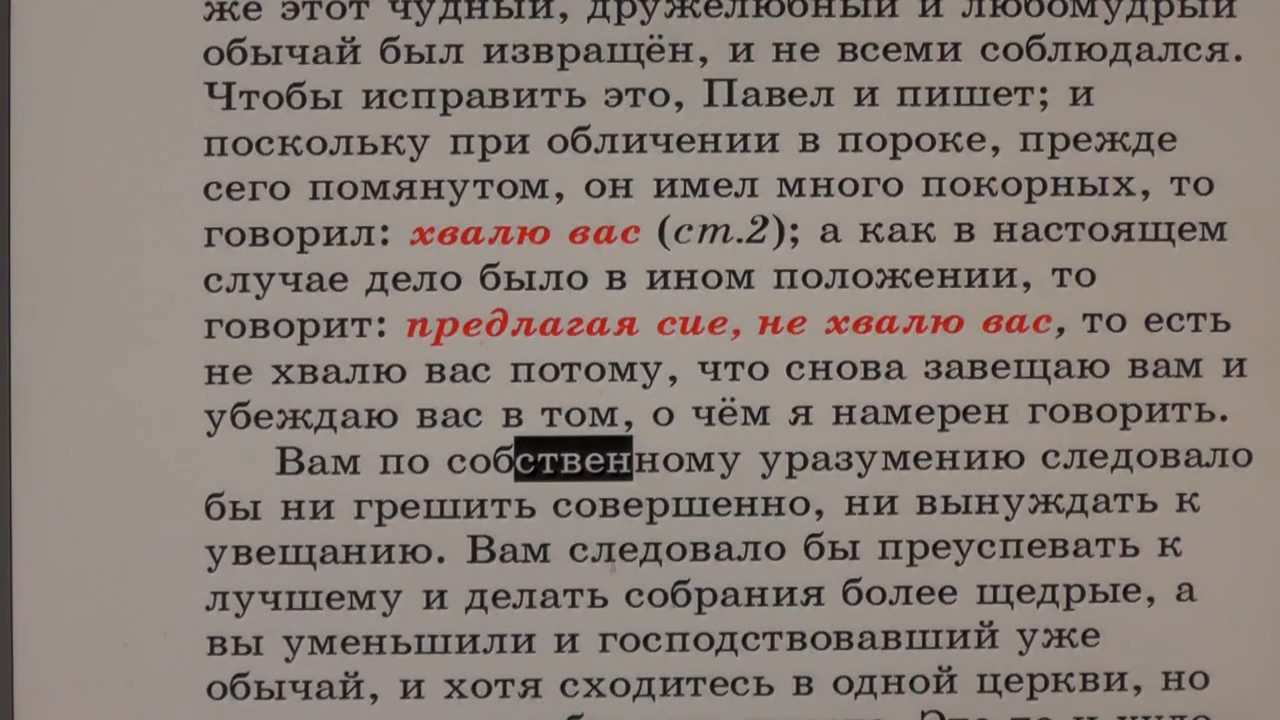 же этот чудный, дружелюбный и любомудрый
обычай был извращён, и не всеми соблюдался.
Чтобы исправить это, Павел и пишет; и
поскольку при обличении в пороке, прежде
сего помянутом, он имел много покорных, то
говорил: хвалю вас (ст.2); а как в настоящем
случае дело было в ином положении, то
говорит: предлагая сие, не хвалю вас, то есть
не хвалю вас потому, что снова завещаю вам и
убеждаю вас в том, о чём я намерен говорить.
Вам по собственному уразумению следовало
бы ни грешить совершенно, ни вынуждать к
увещанию. Вам следовало бы преуспевать к
лучшему и делать собрания более щедрые, а
вы уменьшили и господствовавший уже
обычай, и хотя сходитесь в одной церкви, но